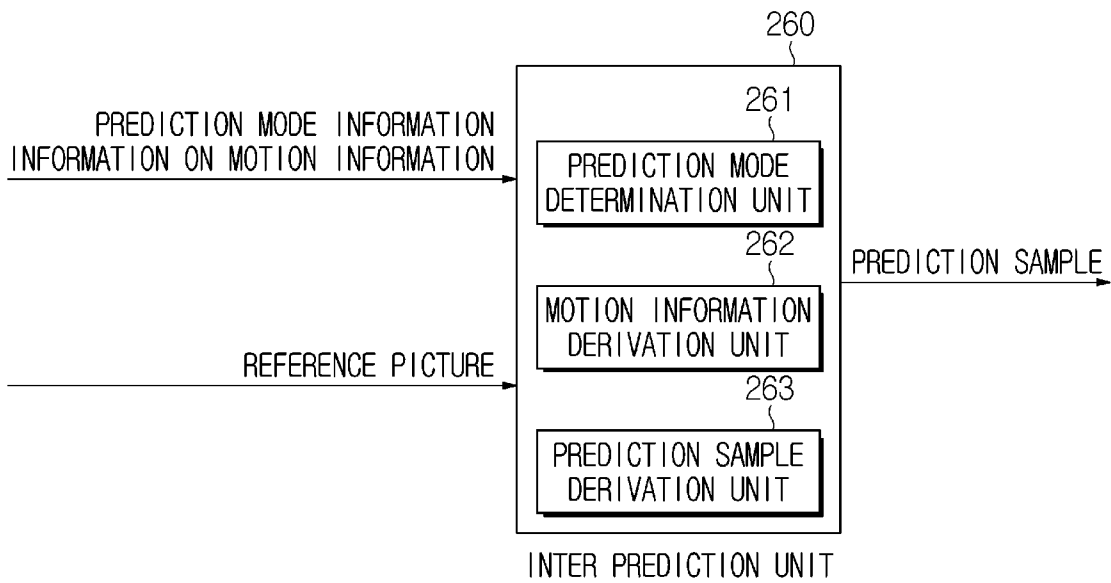 260
PREDICTION MODE INFORMATION
INFORMATION ON MOTION INFORMATION
261
PREDICTION MODE
DETERMINATION UNIT
262
MOTION INFORMATION
DERIVATION UNIT
PREDICTION SAMPLE
REFERENCE PICTURE
263
PREDICTION SAMPLE
DERIVATION UNIT
INTER PREDICTION UNIT